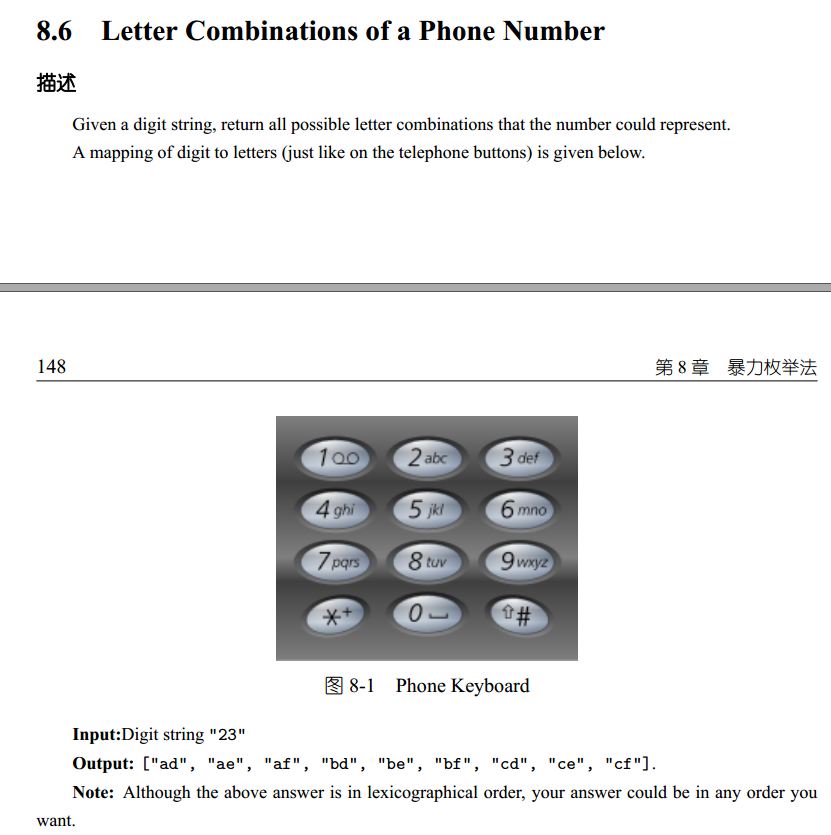 8.6 Letter Combinations of a Phone Number
描述
Given a digit string, return all possible letter combinations that the number could represent.
A mapping of digit to letters (just like on the telephone buttons) is given below.
148 第 8 章 暴力枚举法
1 2 abc 3 def
4 ghi 5 jkl 6 mno
7 pqrs 8 tuv 9 wxyz
*+ 0 ⇧#
图 8-1 Phone Keyboard
Input:Digit string "23"
Output: ["ad", "ae", "af", "bd", "be", "bf", "cd", "ce", "cf"].
Note: Although the above answer is in lexicographical order, your answer could be in any order you
want.